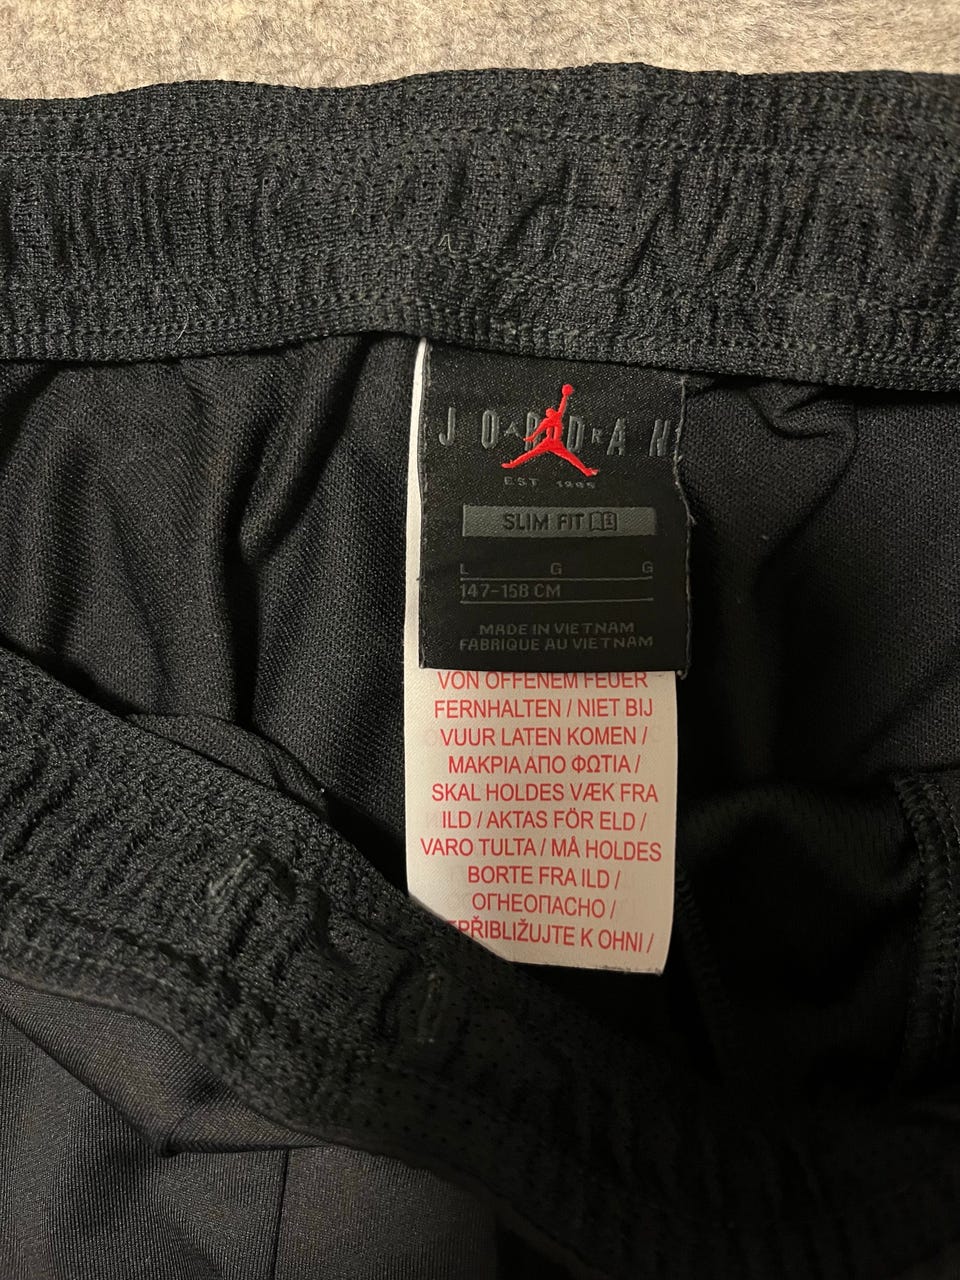 JORDAN
EST 1985
SLIM FIT
L G G
147-158 CM
MADE IN VIETNAM
FABRIQUE AU VIETNAM
VON OFFENEM FEUER
FERNHALTEN / NIET BIJ
VUUR LATEN KOMEN /
ΜΑΚΡΙΑ ΑΠΟ ΦΩΤΙΑ /
SKAL HOLDES VÆK FRA
ILD / AKTAS FÖR ELD /
VARO TULTA / MÅ HOLDES
BORTE FRA ILD /
ОГНЕОПАСНО /
K OHNI /